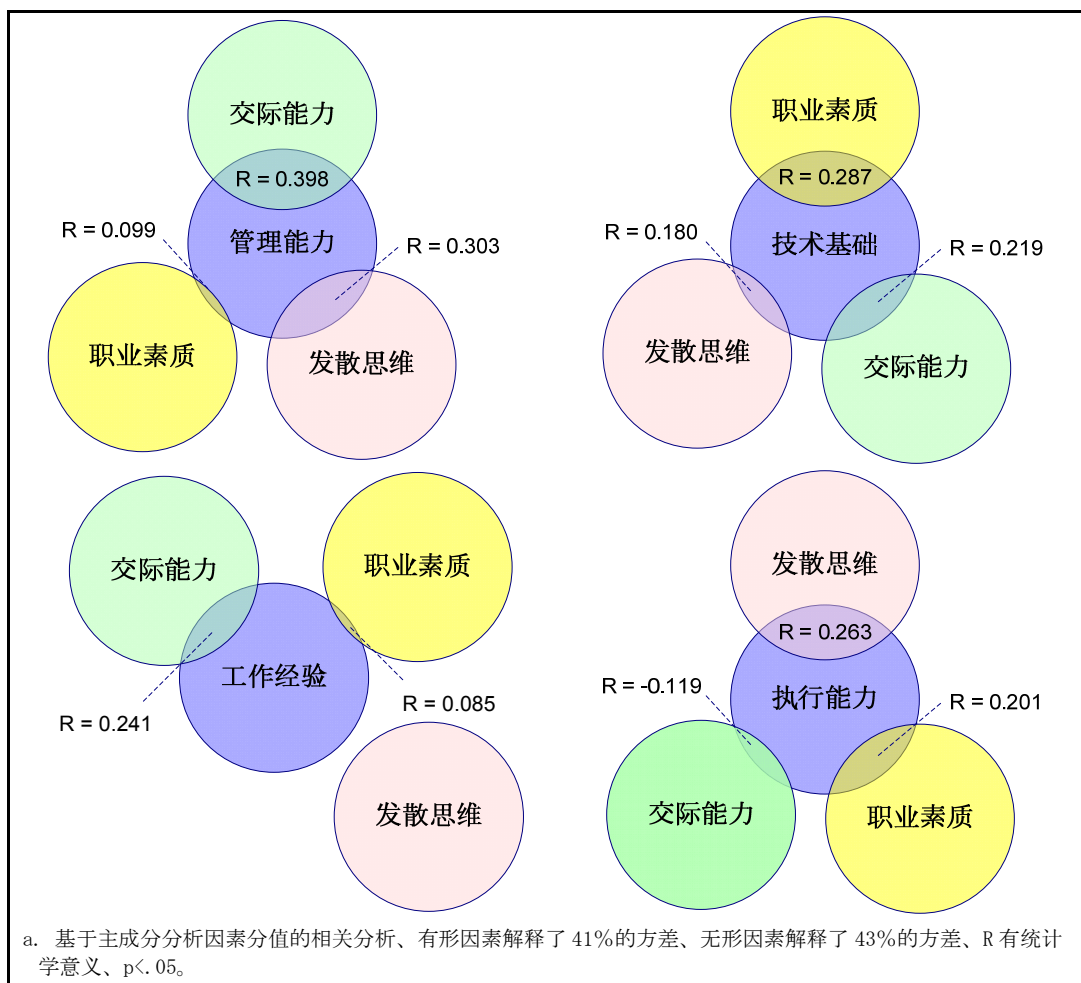 交际能力
R = 0.398
R = 0.099
管理能力
R = 0.303
职业素质
发散思维
职业素质
R = 0.287
R = 0.180
技术基础
R = 0.219
发散思维
交际能力
交际能力
职业素质
工作经验
R = 0.241
R = 0.085
发散思维
发散思维
R = 0.263
R = -0.119
执行能力
R = 0.201
交际能力
职业素质
a. 基于主成分分析因素分值的相关分析、有形因素解释了 41%的方差、无形因素解释了 43%的方差、R 有统计
学意义、p<.05。